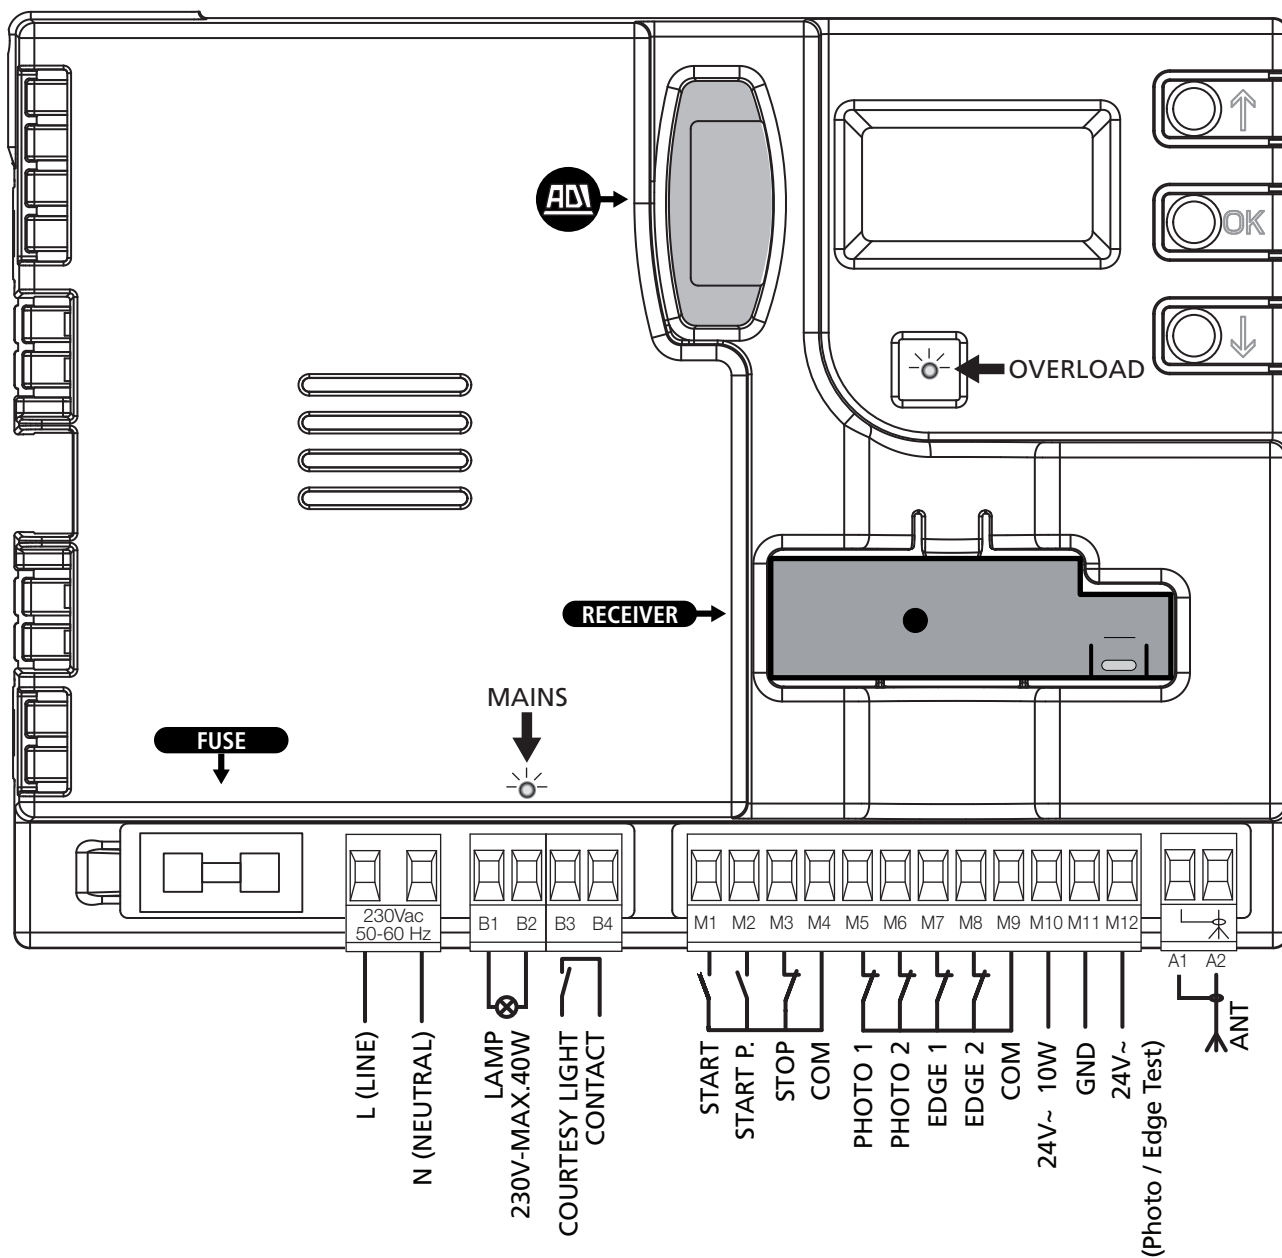 ADI
OK
OVERLOAD
RECEIVER
MAINS
FUSE
230Vac
50-60 Hz
B1 B2 B3 B4
M1 M2 M3 M4 M5 M6 M7 M8 M9 M10 M11 M12
A1 A2
L (LINE)
N (NEUTRAL)
LAMP
230V-MAX.40W
COURTESY LIGHT
CONTACT
START
START P.
STOP
COM
PHOTO 1
PHOTO 2
EDGE 1
EDGE 2
COM
24V~ 10W
GND
24V~
(Photo / Edge Test)
ANT